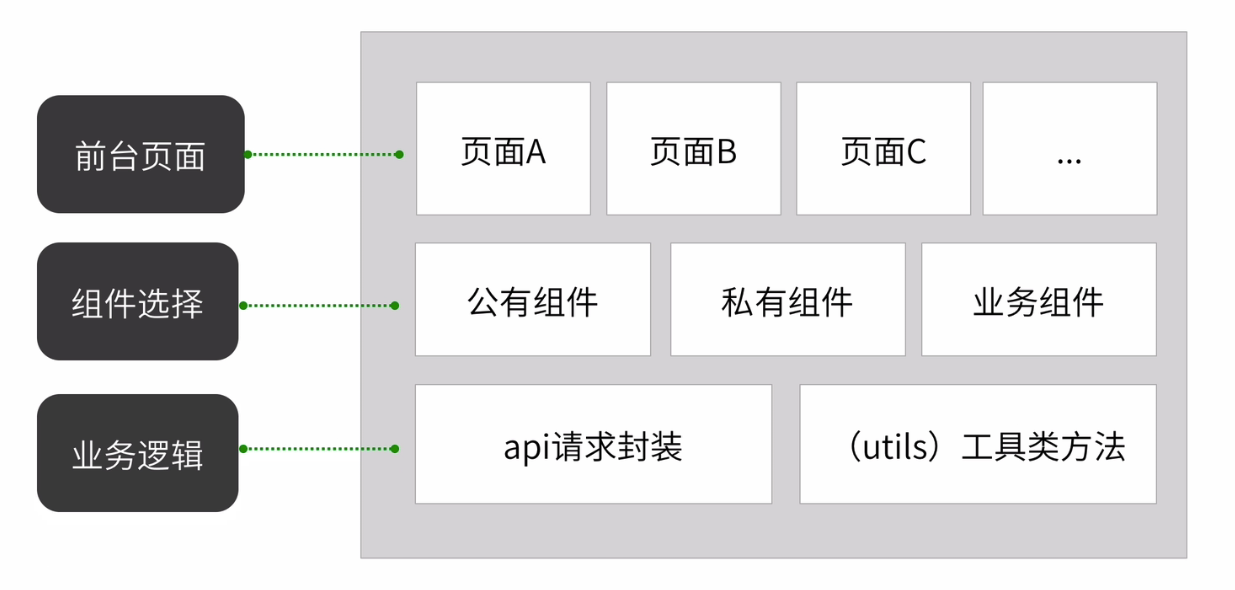 前台页面
页面A
页面B
页面C
...
组件选择
公有组件
私有组件
业务组件
业务逻辑
api请求封装
（utils）工具类方法